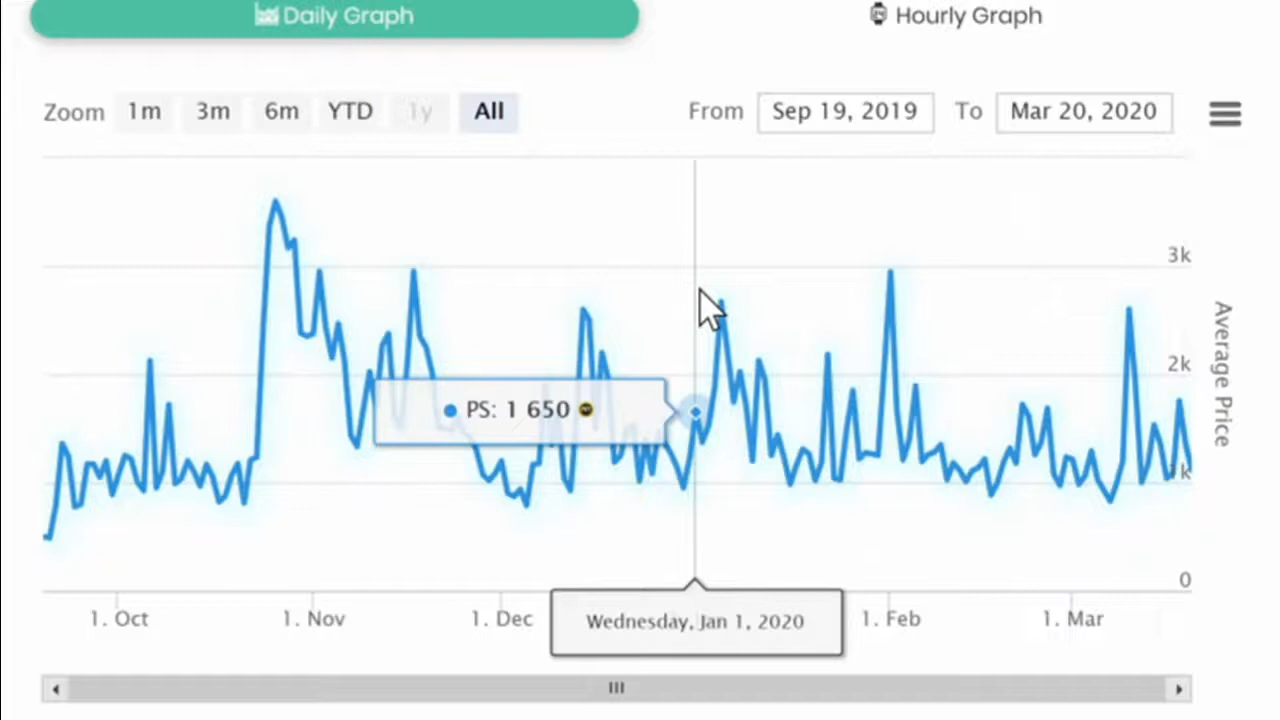 Daily Graph
Hourly Graph
Zoom 1m 3m 6m YTD 1y All
From Sep 19, 2019 To Mar 20, 2020
3k
2k
1k
0
Average Price
PS: 1 650
1. Oct 1. Nov 1. Dec 1. Feb 1. Mar
Wednesday, Jan 1, 2020